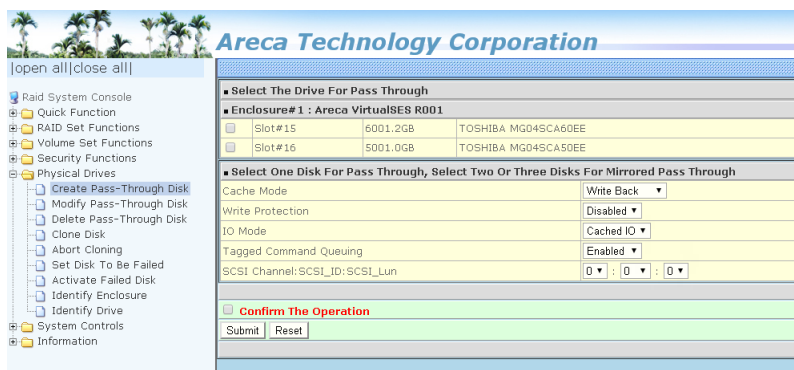 Areca Technology Corporation
|open all|close all|
Raid System Console
Quick Function
RAID Set Functions
Volume Set Functions
Security Functions
Physical Drives
Create Pass-Through Disk
Modify Pass-Through Disk
Delete Pass-Through Disk
Clone Disk
Abort Cloning
Set Disk To Be Failed
Activate Failed Disk
Identify Enclosure
Identify Drive
System Controls
Information
Select The Drive For Pass Through
Enclosure#1 : Areca VirtualSES R001
Slot#15 6001.2GB TOSHIBA MG04SCA60EE
Slot#16 5001.0GB TOSHIBA MG04SCA50EE
Select One Disk For Pass Through, Select Two Or Three Disks For Mirrored Pass Through
Cache Mode Write Back
Write Protection Disabled
IO Mode Cached IO
Tagged Command Queuing Enabled
SCSI Channel:SCSI_ID:SCSI_Lun 0 : 0 : 0
Confirm The Operation
Submit Reset